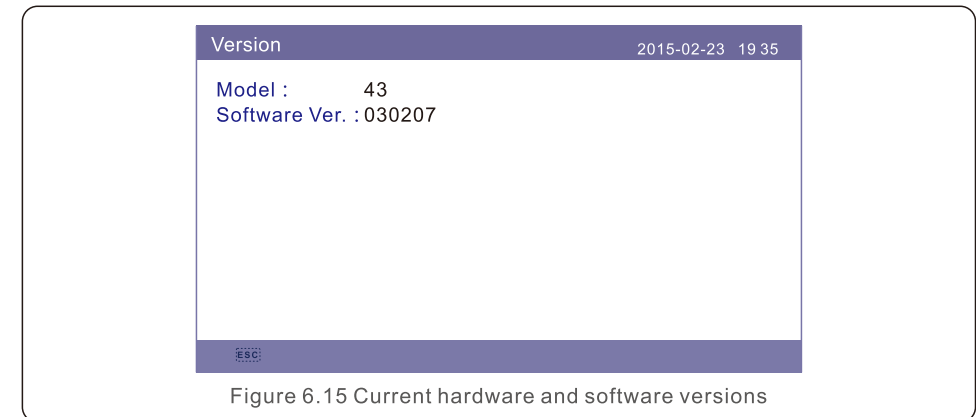 Version 2015-02-23 19 35
Model : 43
Software Ver. : 030207
ESC
Figure 6.15 Current hardware and software versions